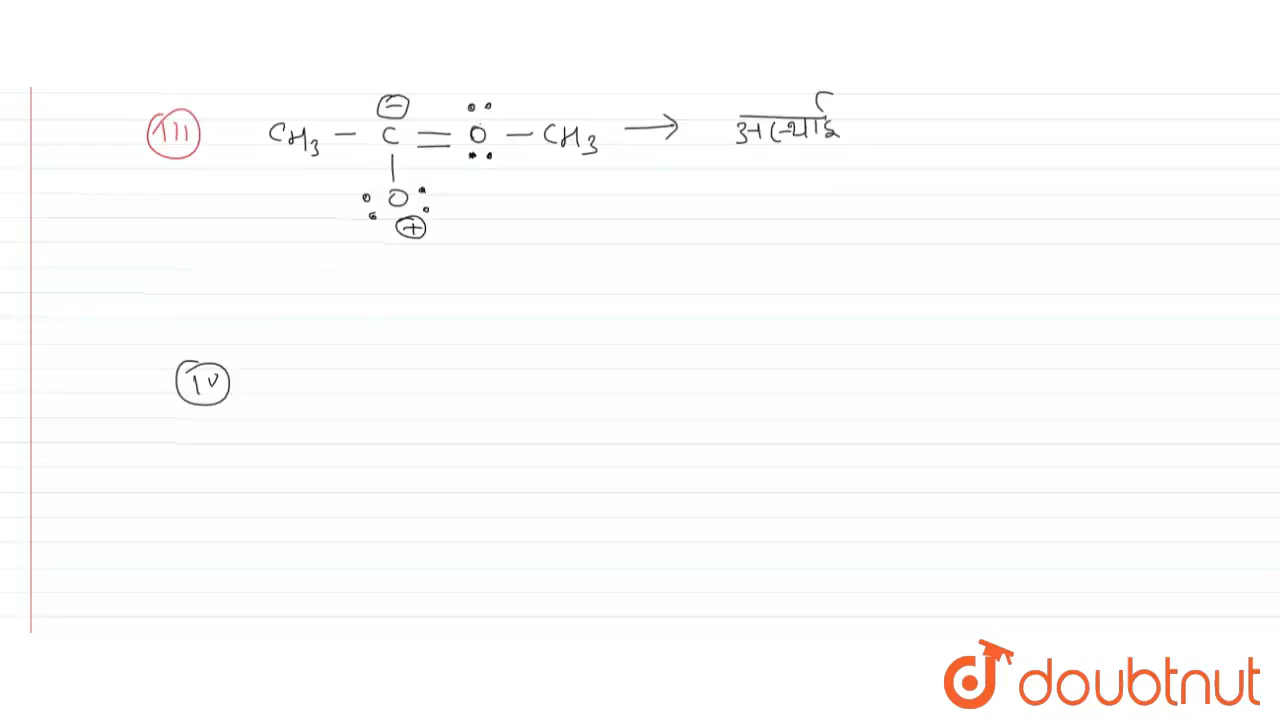 III CH3 - C = O - CH3 → अस्थाई
⊖
O
⊕
IV
doubtnut